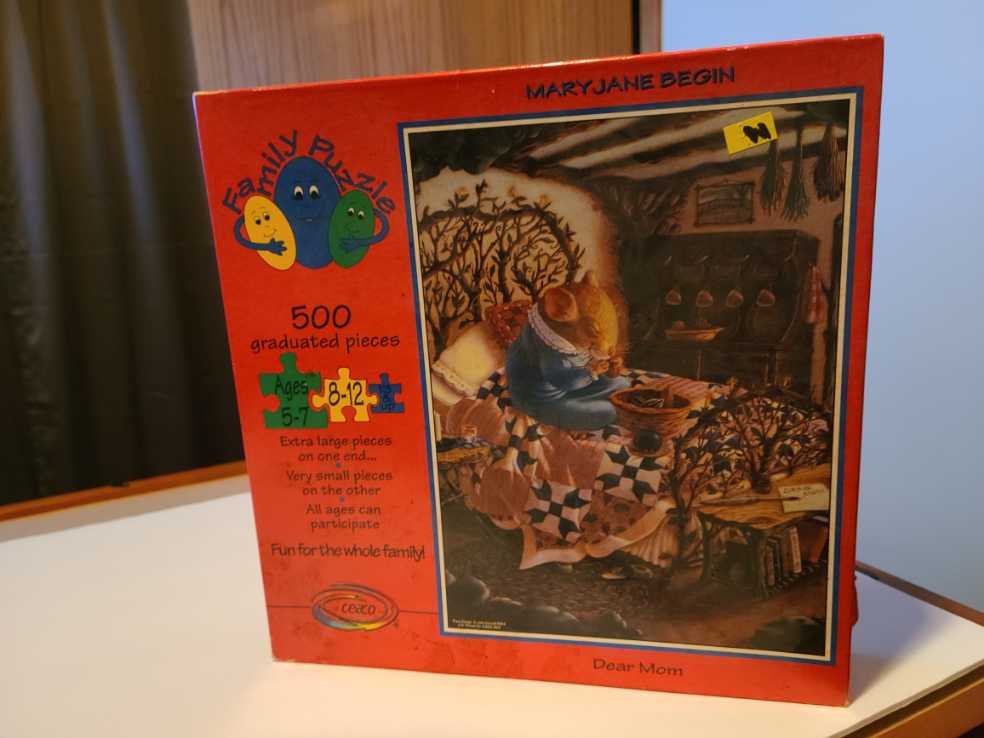 MARYJANE BEGIN
Family Puzzle
500
graduated pieces
Ages
5-7
8-12
Extra large pieces
on one end...
Very small pieces
on the other
All ages can
participate
Fun for the whole family!
ceaco
Dear Mom